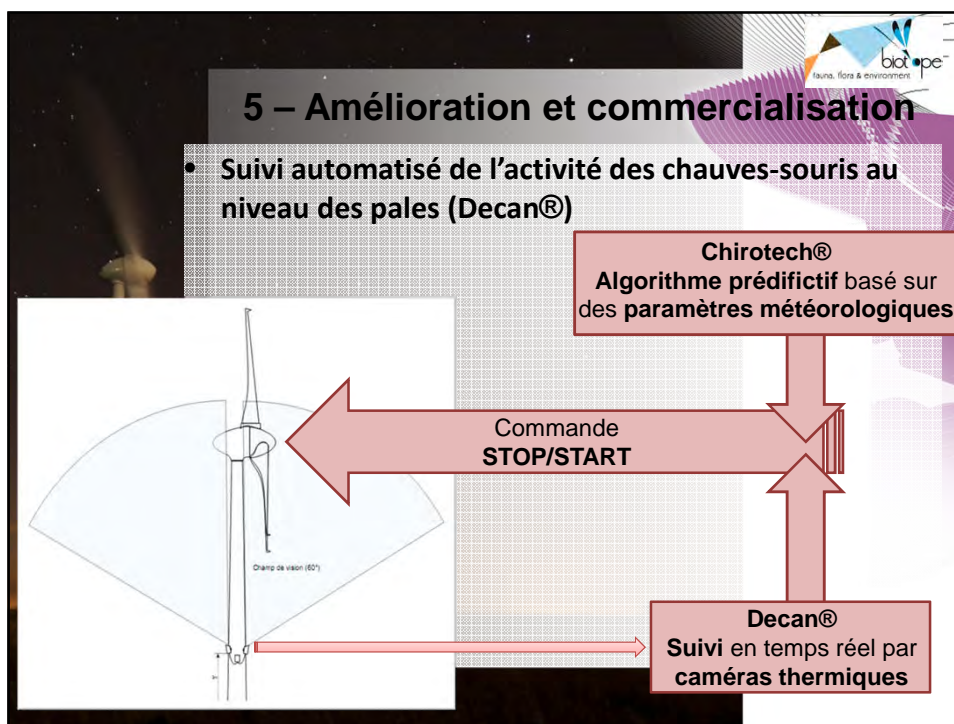 biotope
fauna, flora & environment
5 – Amélioration et commercialisation
• Suivi automatisé de l’activité des chauves-souris au
niveau des pales (Decan®)
Chirotech®
Algorithme prédifictif basé sur
des paramètres météorologiques
Commande
STOP/START
Champ de vision (60°)
Decan®
Suivi en temps réel par
caméras thermiques